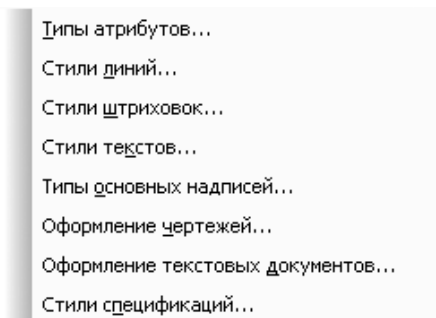 Типы атрибутов...
Стили линий...
Стили штриховок...
Стили текстов...
Типы основных надписей...
Оформление чертежей...
Оформление текстовых документов...
Стили спецификаций...